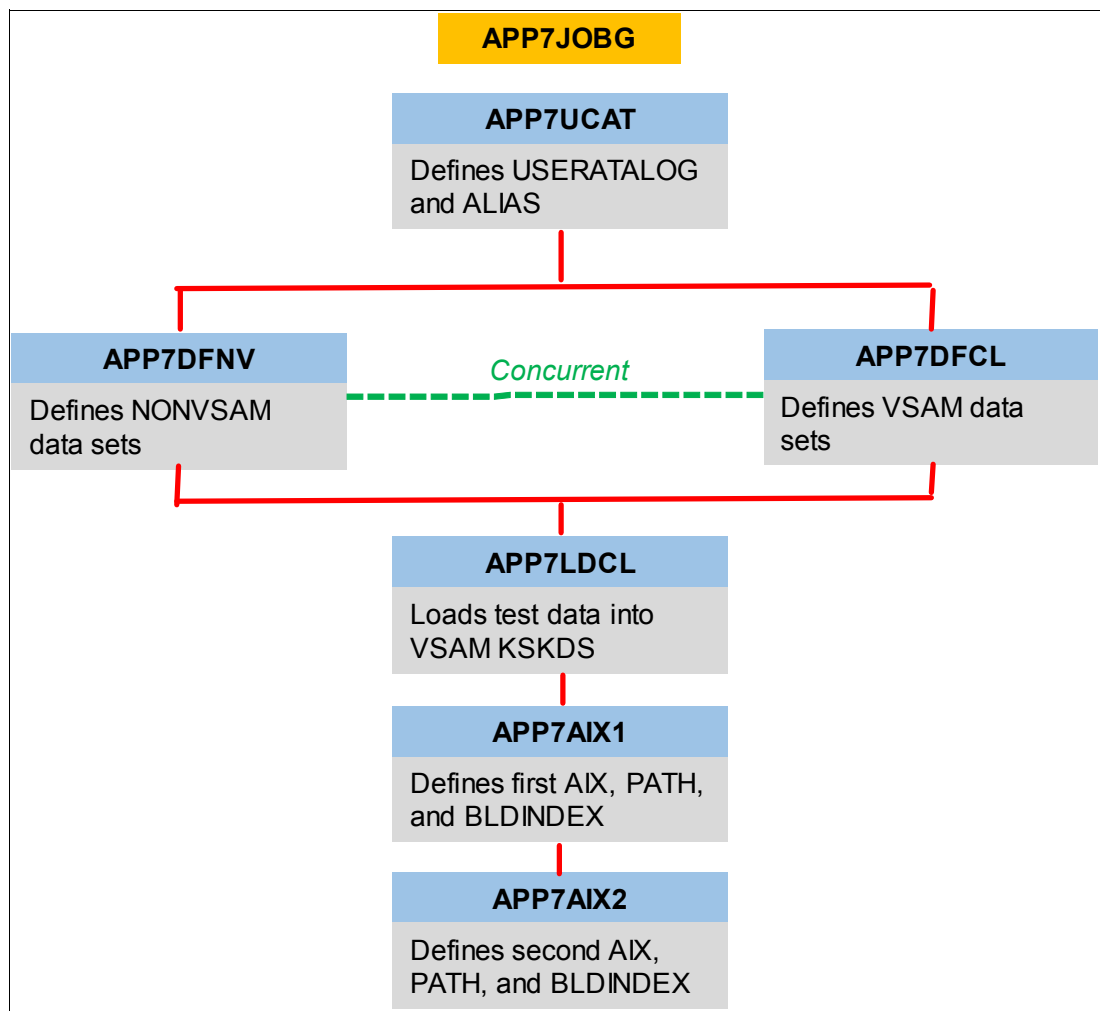 APP7JOBG
APP7UCAT
Defines USERATALOG
and ALIAS
APP7DFNV
Defines NONVSAM
data sets
Concurrent
APP7DFCL
Defines VSAM data
sets
APP7LDCL
Loads test data into
VSAM KSKDS
APP7AIX1
Defines first AIX, PATH,
and BLDINDEX
APP7AIX2
Defines second AIX,
PATH, and BLDINDEX